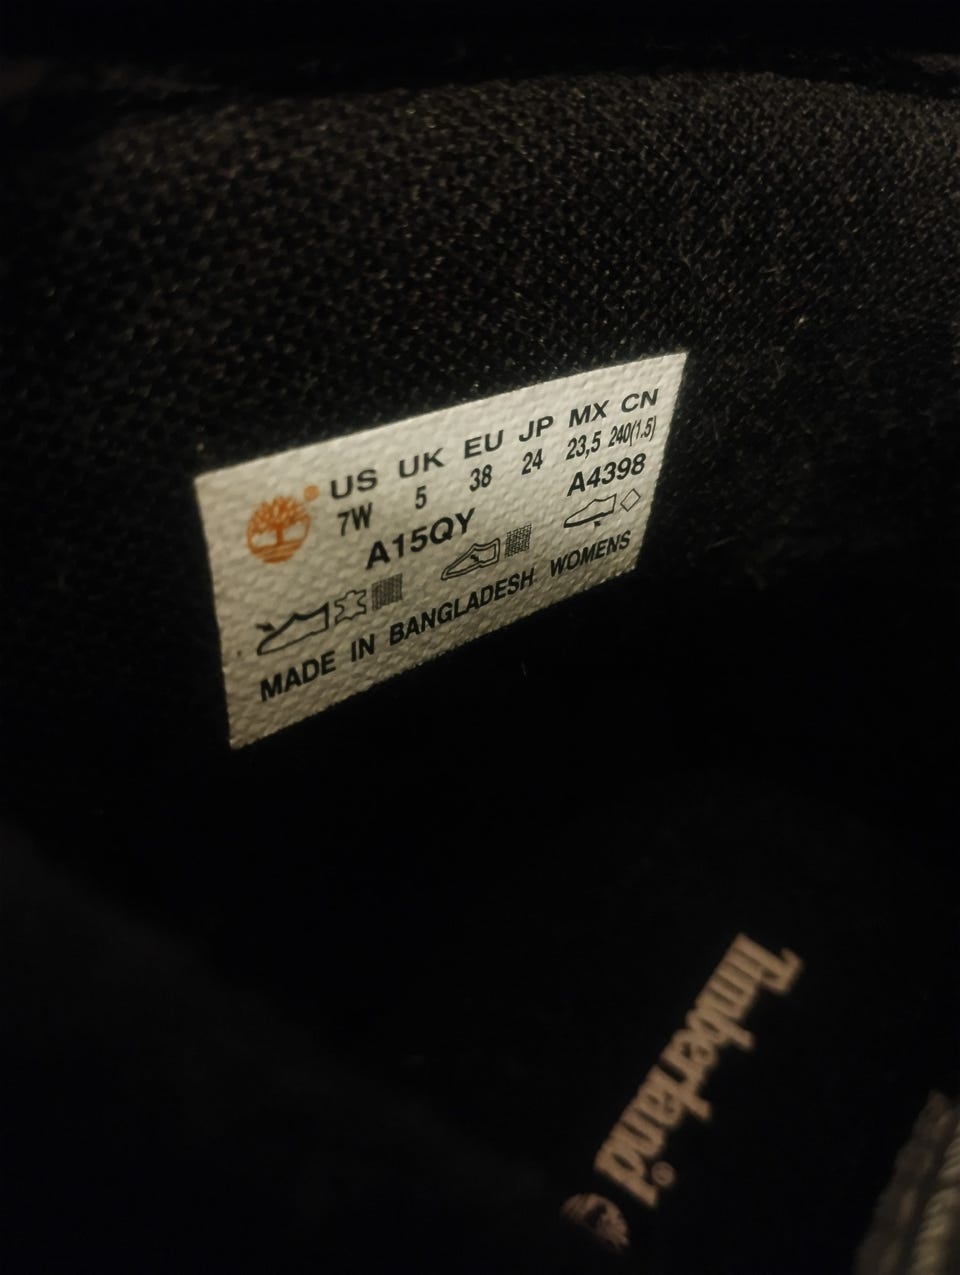 US UK EU JP MX CN
7W 5 38 24 23,5 240(1.5)
A15QY A4398
MADE IN BANGLADESH WOMENS
Timberland®